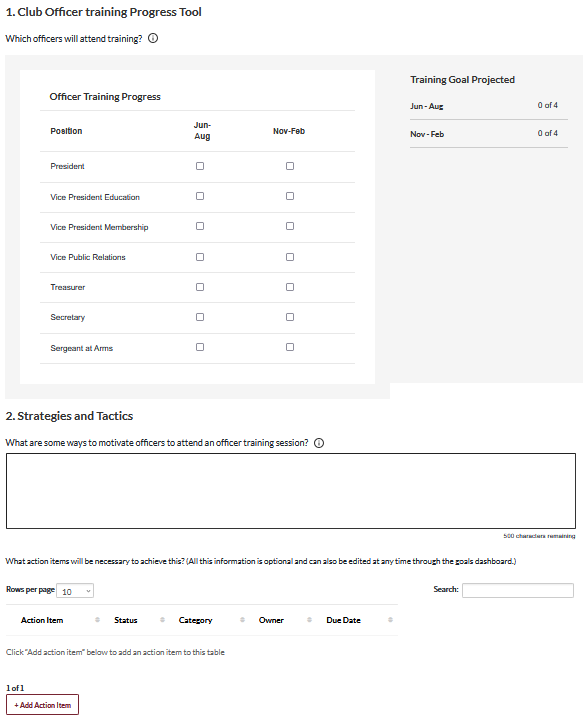 1. Club Officer training Progress Tool
Which officers will attend training?
Officer Training Progress
Position Jun-Aug Nov-Feb
President
Vice President Education
Vice President Membership
Vice Public Relations
Treasurer
Secretary
Sergeant at Arms
Training Goal Projected
Jun - Aug 0 of 4
Nov - Feb 0 of 4
2. Strategies and Tactics
What are some ways to motivate officers to attend an officer training session?
500 characters remaining
What action items will be necessary to achieve this? (All this information is optional and can also be edited at any time through the goals dashboard.)
Rows per page 10 Search:
Action Item Status Category Owner Due Date
Click "Add action item" below to add an action item to this table
1 of 1
+ Add Action Item